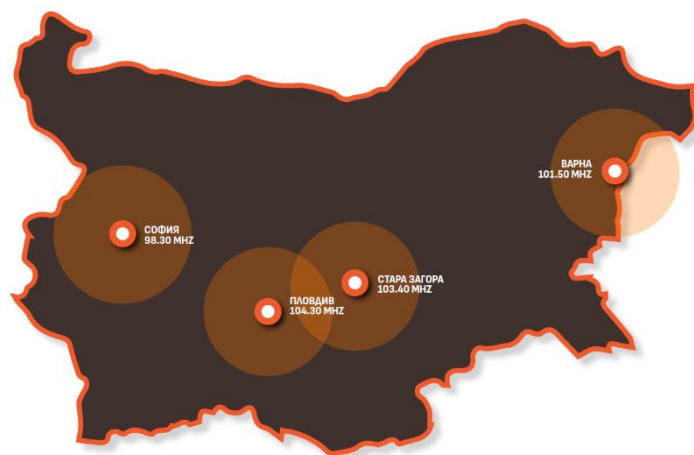 ВАРНА
101.50 MHZ
СОФИЯ
98.30 MHZ
СТАРА ЗАГОРА
103.40 MHZ
ПЛОВДИВ
104.30 MHZ